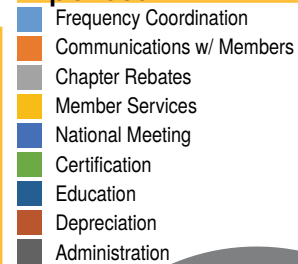 Frequency Coordination
Communications w/ Members
Chapter Rebates
Member Services
National Meeting
Certification
Education
Depreciation
Administration